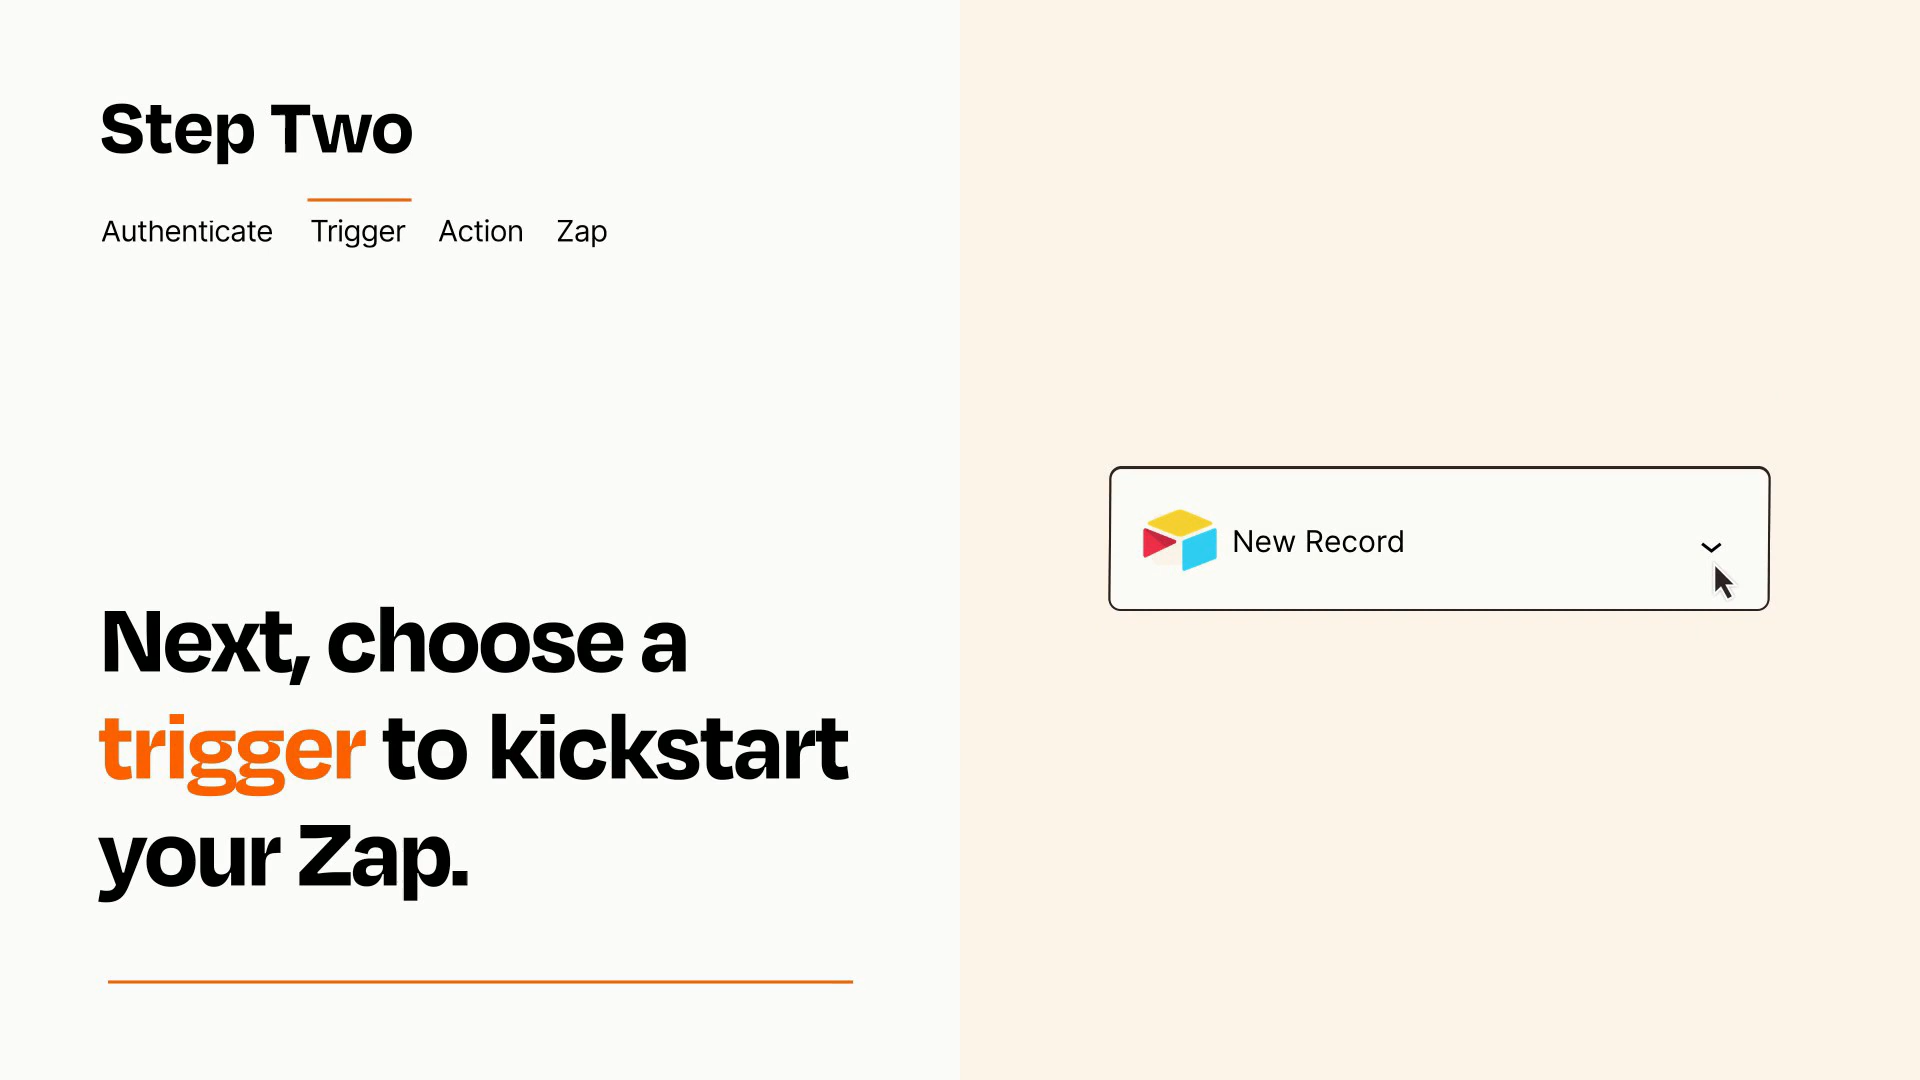 Step Two
Authenticate Trigger Action Zap
Next, choose a
trigger to kickstart
your Zap.
New Record